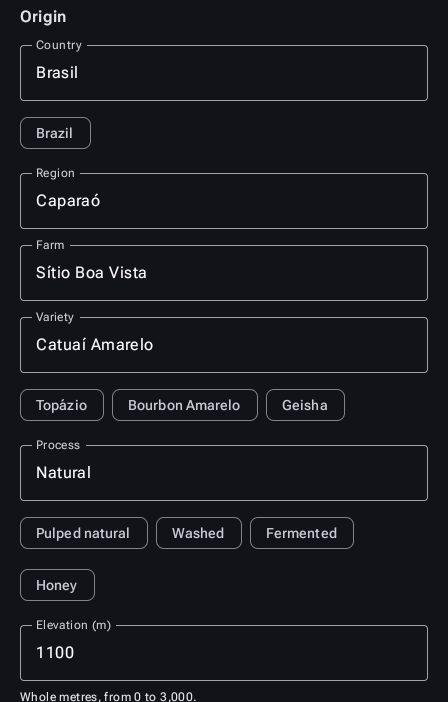 Origin
Country
Brasil
Brazil
Region
Caparaó
Farm
Sítio Boa Vista
Variety
Catuaí Amarelo
Topázio Bourbon Amarelo Geisha
Process
Natural
Pulped natural Washed Fermented
Honey
Elevation (m)
1100
Whole metres, from 0 to 3,000.